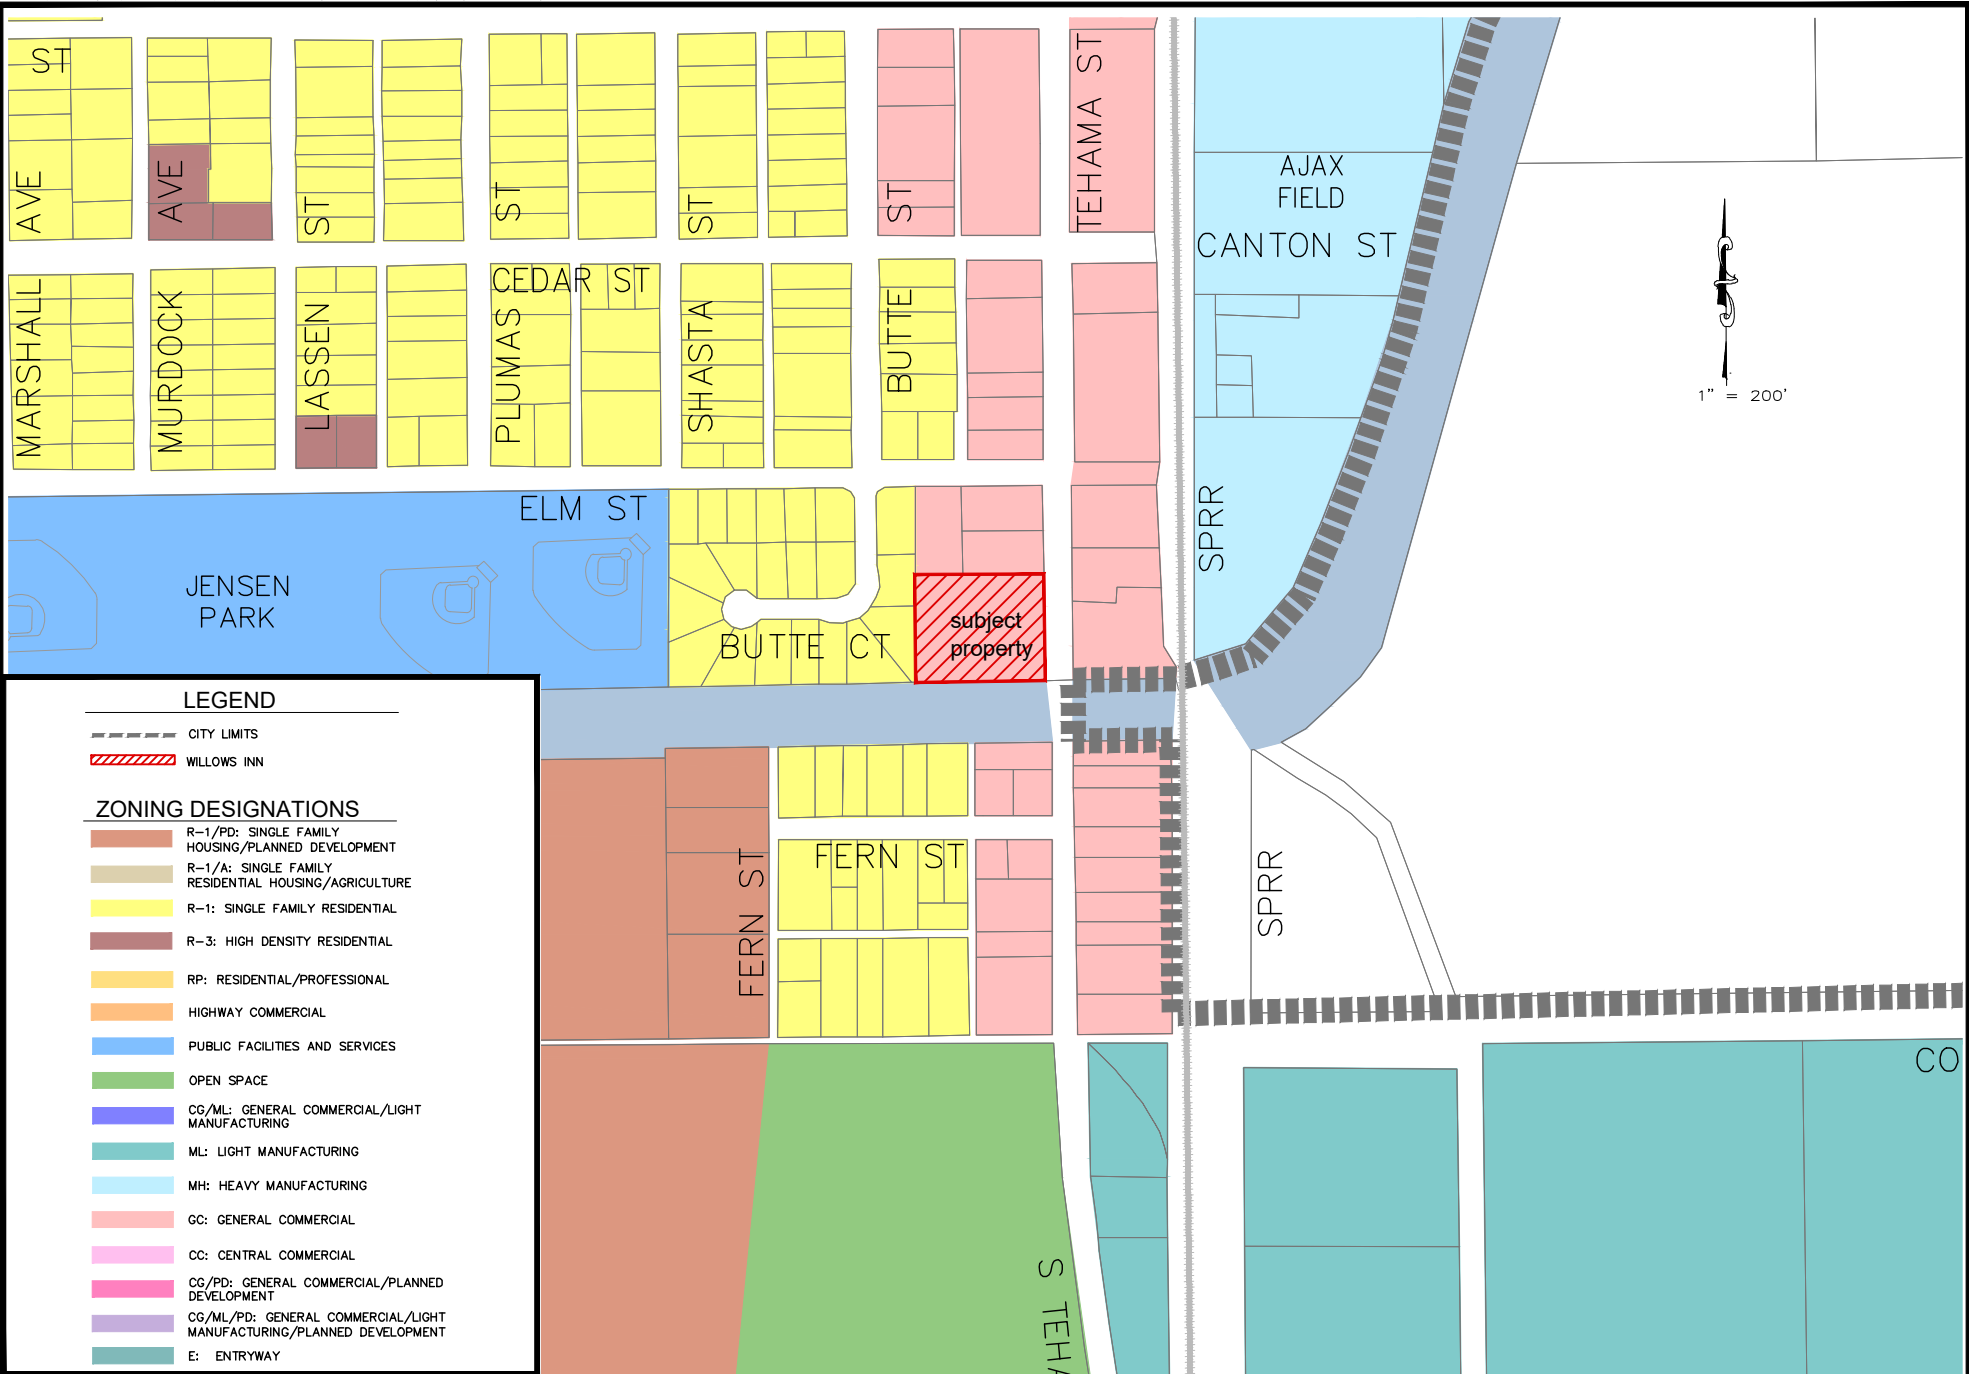 ST
AVE
AVE
ST
ST
ST
ST
TEHAMA ST
AJAX
FIELD
CANTON ST
MARSHALL
MURDOCK
LASSEN
CEDAR ST
PLUMAS
SHASTA
BUTTE
1" = 200'
ELM ST
SPRR
JENSEN
PARK
BUTTE CT
subject
property
FERN ST
FERN ST
SPRR
CO
S TEHA
LEGEND
CITY LIMITS
WILLOWS INN
ZONING DESIGNATIONS
R-1/PD: SINGLE FAMILY
HOUSING/PLANNED DEVELOPMENT
R-1/A: SINGLE FAMILY
RESIDENTIAL HOUSING/AGRICULTURE
R-1: SINGLE FAMILY RESIDENTIAL
R-3: HIGH DENSITY RESIDENTIAL
RP: RESIDENTIAL/PROFESSIONAL
HIGHWAY COMMERCIAL
PUBLIC FACILITIES AND SERVICES
OPEN SPACE
CG/ML: GENERAL COMMERCIAL/LIGHT
MANUFACTURING
ML: LIGHT MANUFACTURING
MH: HEAVY MANUFACTURING
GC: GENERAL COMMERCIAL
CC: CENTRAL COMMERCIAL
CG/PD: GENERAL COMMERCIAL/PLANNED
DEVELOPMENT
CG/ML/PD: GENERAL COMMERCIAL/LIGHT
MANUFACTURING/PLANNED DEVELOPMENT
E: ENTRYWAY